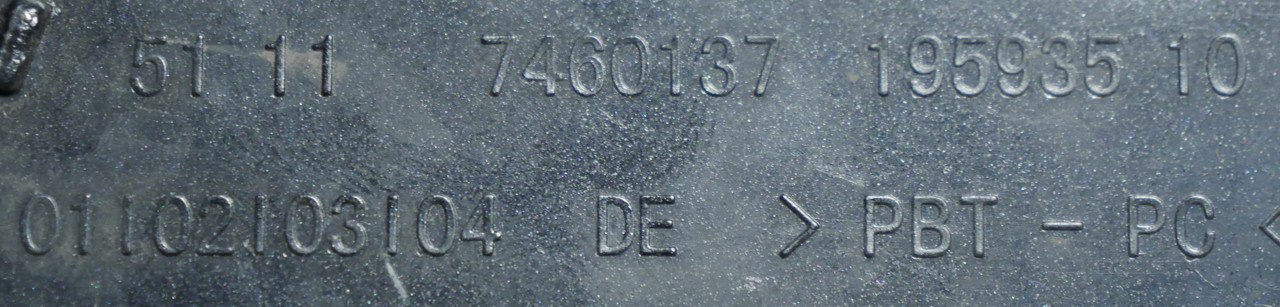 51 11 7460137 195935 10
01|02|03|04 DE >PBT - PC<